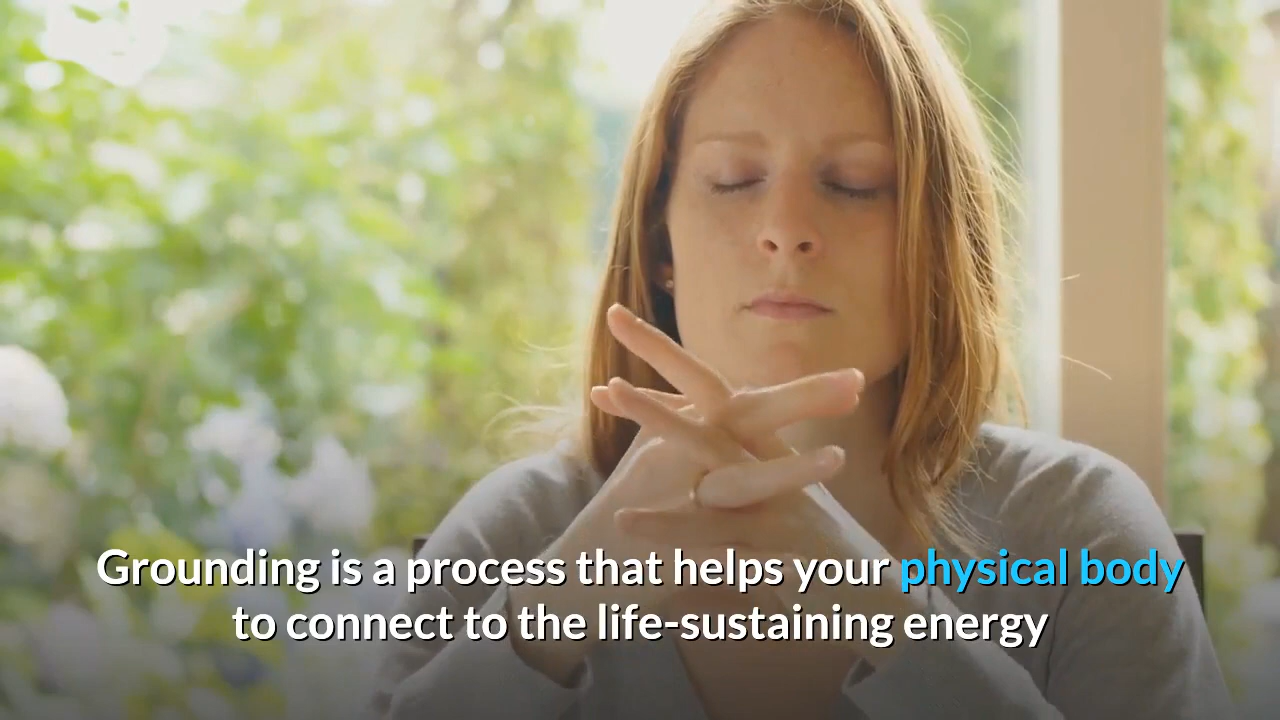 Grounding is a process that helps your physical body
to connect to the life-sustaining energy